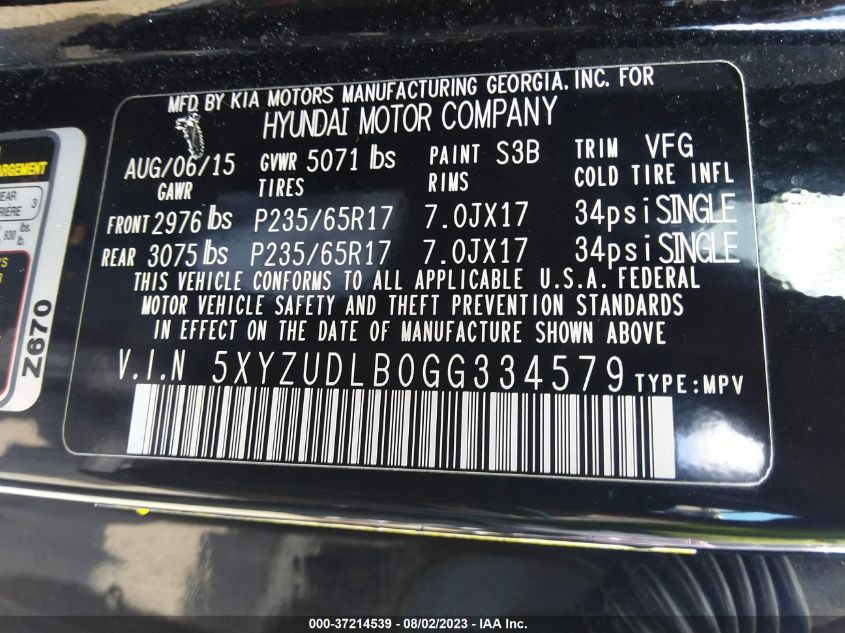 MFD BY KIA MOTORS MANUFACTURING GEORGIA. INC. FOR
HYUNDAI MOTOR COMPANY
AUG/06/15 GVWR 5071 lbs PAINT S3B TRIM VFG
GAWR TIRES RIMS COLD TIRE INFL
FRONT 2976 lbs P235/65R17 7.0JX17 34psi SINGLE
REAR 3075 lbs P235/65R17 7.0JX17 34psi SINGLE
THIS VEHICLE CONFORMS TO ALL APPLICABLE U.S.A. FEDERAL
MOTOR VEHICLE SAFETY AND THEFT PREVENTION STANDARDS
IN EFFECT ON THE DATE OF MANUFACTURE SHOWN ABOVE
V.I.N 5XYZUDLB0GG334579 TYPE:MPV
3
930 lbs.
lb.
Z670
000-37214539 - 08/02/2023 - IAA Inc.